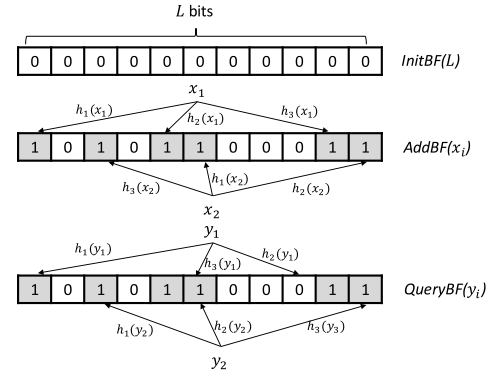 L bits
0 0 0 0 0 0 0 0 0 0 0 InitBF(L)
x₁
h₁(x₁) h₂(x₁) h₃(x₁)
1 0 1 0 1 1 0 0 0 1 1 AddBF(xᵢ)
h₃(x₂) h₁(x₂) h₂(x₂)
x₂
y₁
h₁(y₁) h₃(y₁) h₂(y₁)
1 0 1 0 1 1 0 0 0 1 1 QueryBF(yᵢ)
h₁(y₂) h₂(y₂) h₃(y₃)
y₂